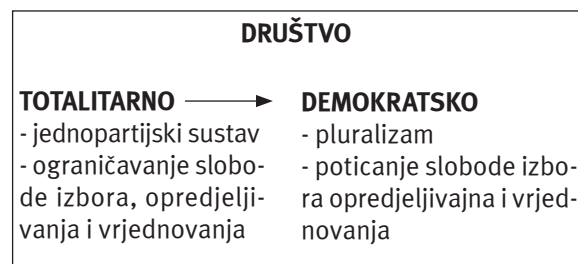 DRUŠTVO
TOTALITARNO
- jednopartijski sustav
- ograničavanje slobo-
de izbora, opredjelji-
vanja i vrjednovanja
DEMOKRATSKO
- pluralizam
- poticanje slobode izbo-
ra opredjeljivajna i vrjed-
novanja